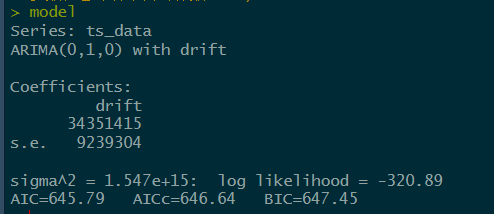 > model
Series: ts_data
ARIMA(0,1,0) with drift
Coefficients:
drift
34351415
s.e. 9239304
sigma^2 = 1.547e+15: log likelihood = -320.89
AIC=645.79 AICc=646.64 BIC=647.45